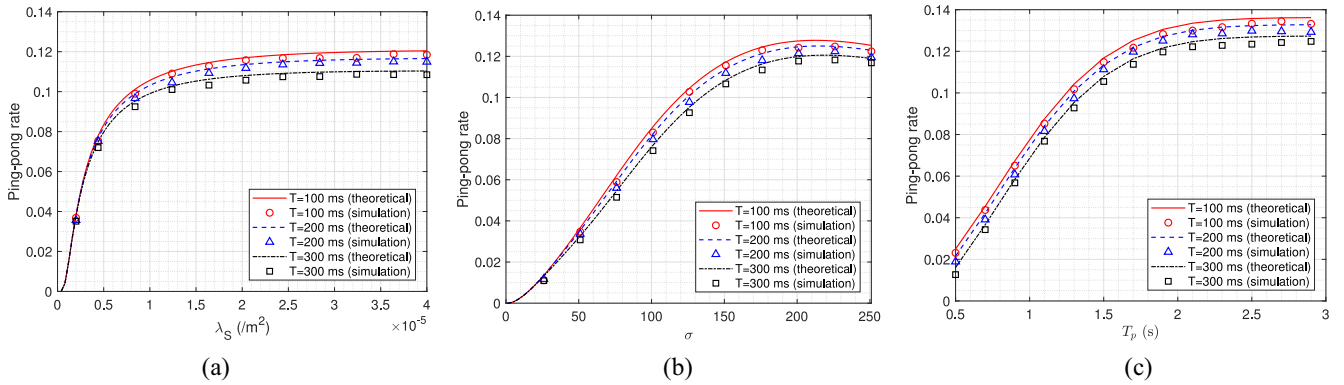 0.14
0.12
0.10
0.08
0.06
0.04
0.02
0.00
Ping-pong rate
0 0.5 1 1.5 2 2.5 3 3.5 4
λS (/m²)
×10⁻⁵
T=100 ms (theoretical)
T=100 ms (simulation)
T=200 ms (theoretical)
T=200 ms (simulation)
T=300 ms (theoretical)
T=300 ms (simulation)
(a)
0.14
0.12
0.1
0.08
0.06
0.04
0.02
0
Ping-pong rate
0 50 100 150 200 250
σ
T=100 ms (theoretical)
T=100 ms (simulation)
T=200 ms (theoretical)
T=200 ms (simulation)
T=300 ms (theoretical)
T=300 ms (simulation)
(b)
0.14
0.12
0.1
0.08
0.06
0.04
0.02
0
Ping-pong rate
0.5 1 1.5 2 2.5 3
Tp (s)
T=100 ms (theoretical)
T=100 ms (simulation)
T=200 ms (theoretical)
T=200 ms (simulation)
T=300 ms (theoretical)
T=300 ms (simulation)
(c)